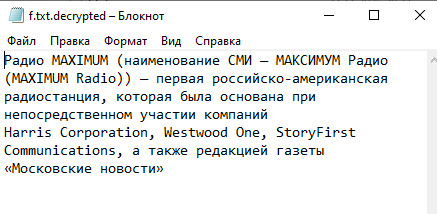 f.txt.decrypted – Блокнот
Файл Правка Формат Вид Справка
Радио MAXIMUM (наименование СМИ — МАКСИМУМ Радио
(MAXIMUM Radio)) — первая российско-американская
радиостанция, которая была основана при
непосредственном участии компаний
Harris Corporation, Westwood One, StoryFirst
Communications, а также редакцией газеты
«Московские новости»